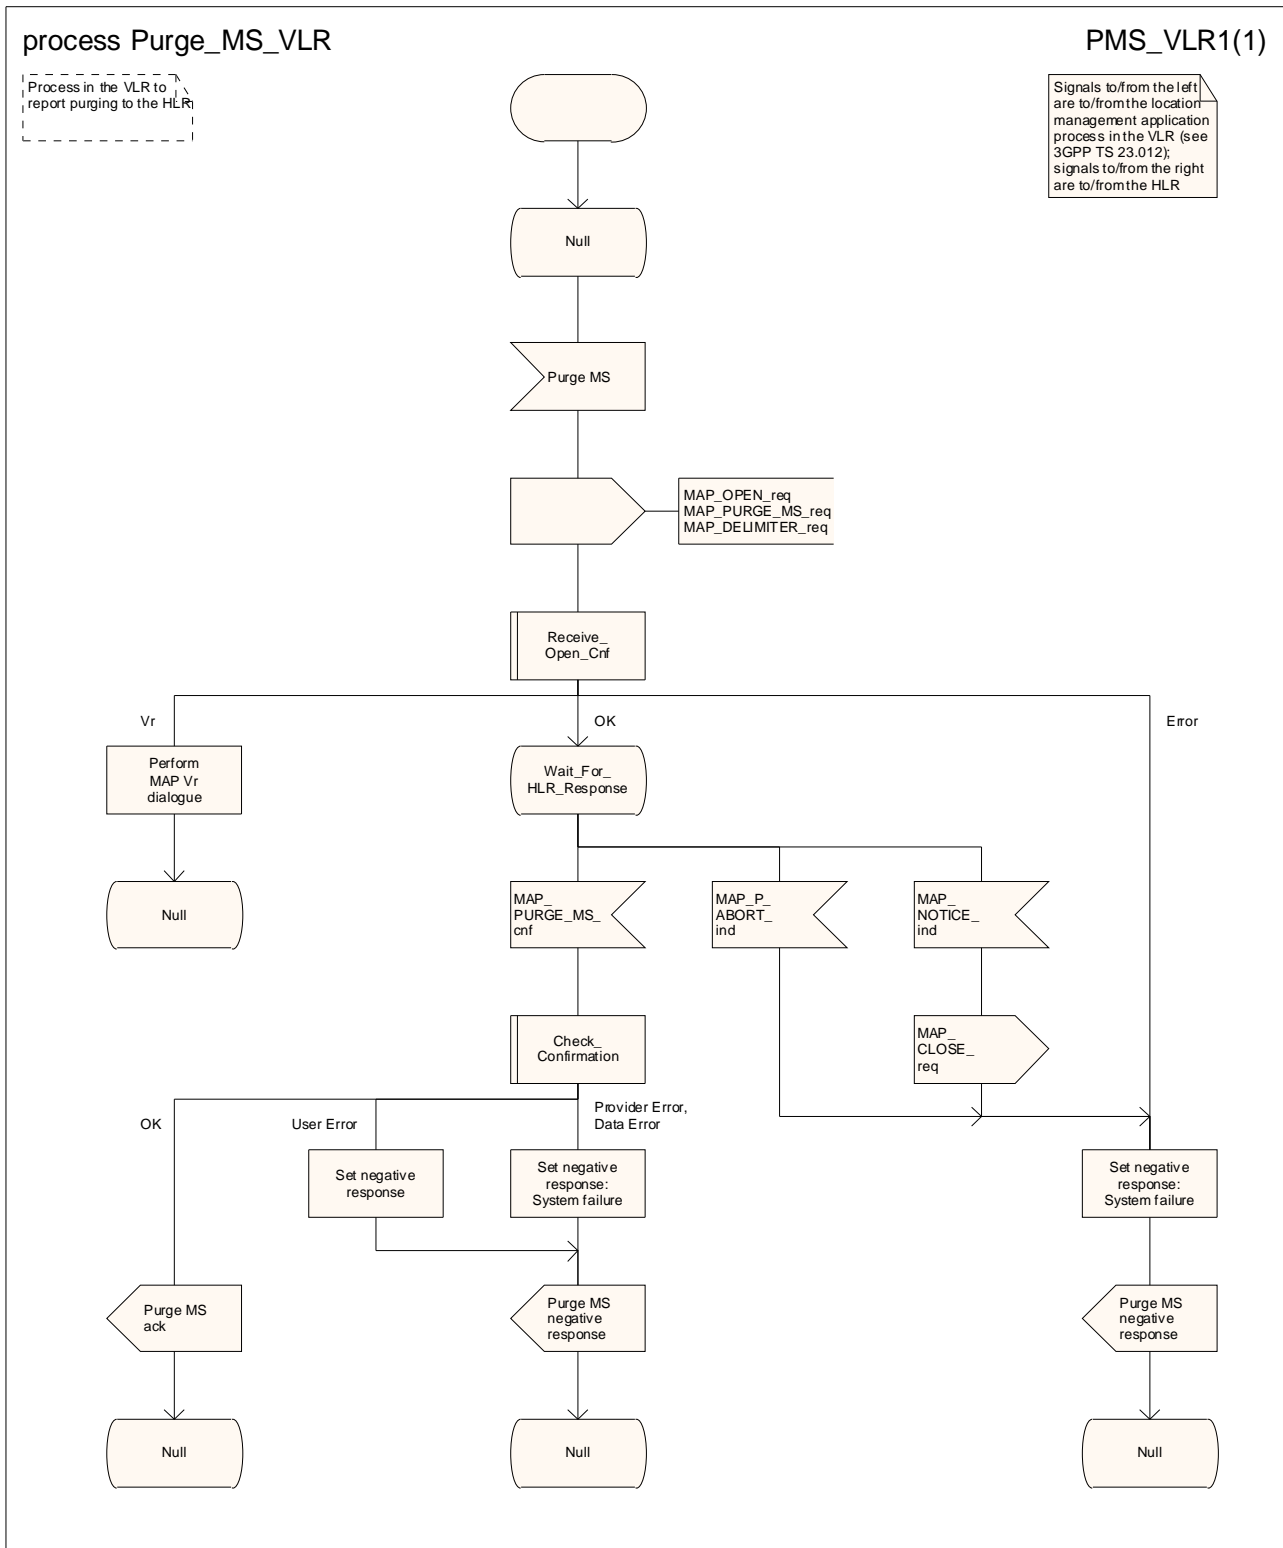 process Purge_MS_VLR
PMS_VLR1(1)
Process in the VLR to
report purging to the HLR
Signals to/from the left
are to/from the location
management application
process in the VLR (see
3GPP TS 23.012);
signals to/from the right
are to/from the HLR
Null
Purge MS
MAP_OPEN_req
MAP_PURGE_MS_req
MAP_DELIMITER_req
Receive_
Open_Cnf
Vr
OK
Error
Perform
MAP Vr
dialogue
Wait_For_
HLR_Response
Null
MAP_
PURGE_MS_
cnf
MAP_P_
ABORT_
ind
MAP_
NOTICE_
ind
Check_
Confirmation
MAP_
CLOSE_
req
OK
User Error
Provider Error,
Data Error
Set negative
response
Set negative
response:
System failure
Set negative
response:
System failure
Purge MS
ack
Purge MS
negative
response
Purge MS
negative
response
Null
Null
Null